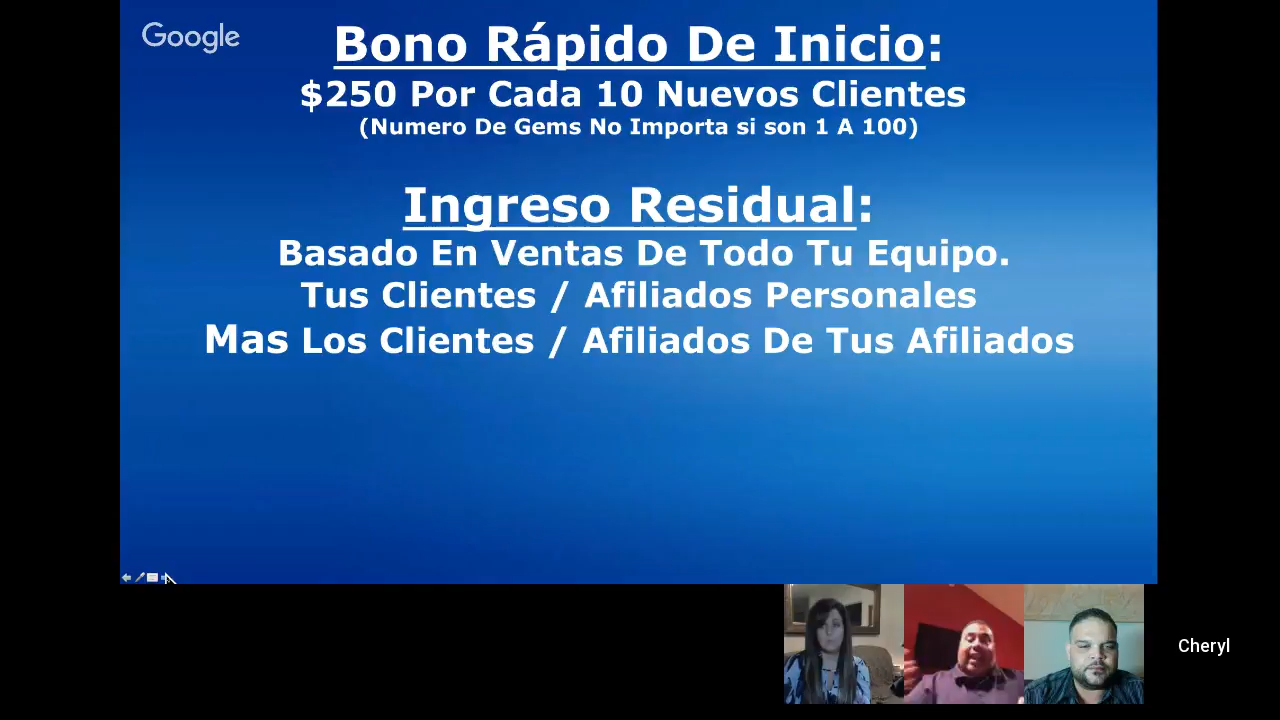 Google
Bono Rápido De Inicio:
$250 Por Cada 10 Nuevos Clientes
(Numero De Gems No Importa si son 1 A 100)
Ingreso Residual:
Basado En Ventas De Todo Tu Equipo.
Tus Clientes / Afiliados Personales
Mas Los Clientes / Afiliados De Tus Afiliados
Cheryl